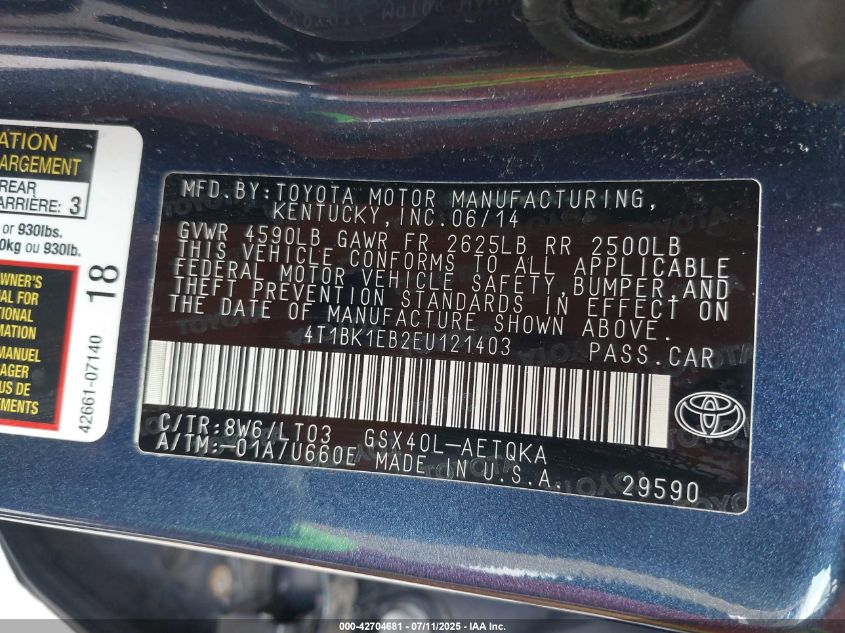 ATION
ARGEMENT
REAR
ARRIÈRE: 3
or 930lbs.
0kg ou 930lb.
WNER'S
AL FOR
TIONAL
MATION
MANUEL
AGER
US DE
EMENTS
18
42661-07140
MFD.BY:TOYOTA MOTOR MANUFACTURING,
KENTUCKY,INC.06/14
GVWR 4590LB GAWR FR 2625LB RR 2500LB
THIS VEHICLE CONFORMS TO ALL APPLICABLE
FEDERAL MOTOR VEHICLE SAFETY, BUMPER,AND
THEFT PREVENTION STANDARDS IN EFFECT ON
THE DATE OF MANUFACTURE SHOWN ABOVE.
4T1BK1EB2EU121403 PASS.CAR
C/TR:8W6/LT03 GSX40L-AETQKA
A/TM:-01A/U660E MADE IN U.S.A.
29590
000-42704681 - 07/11/2025 - IAA Inc.